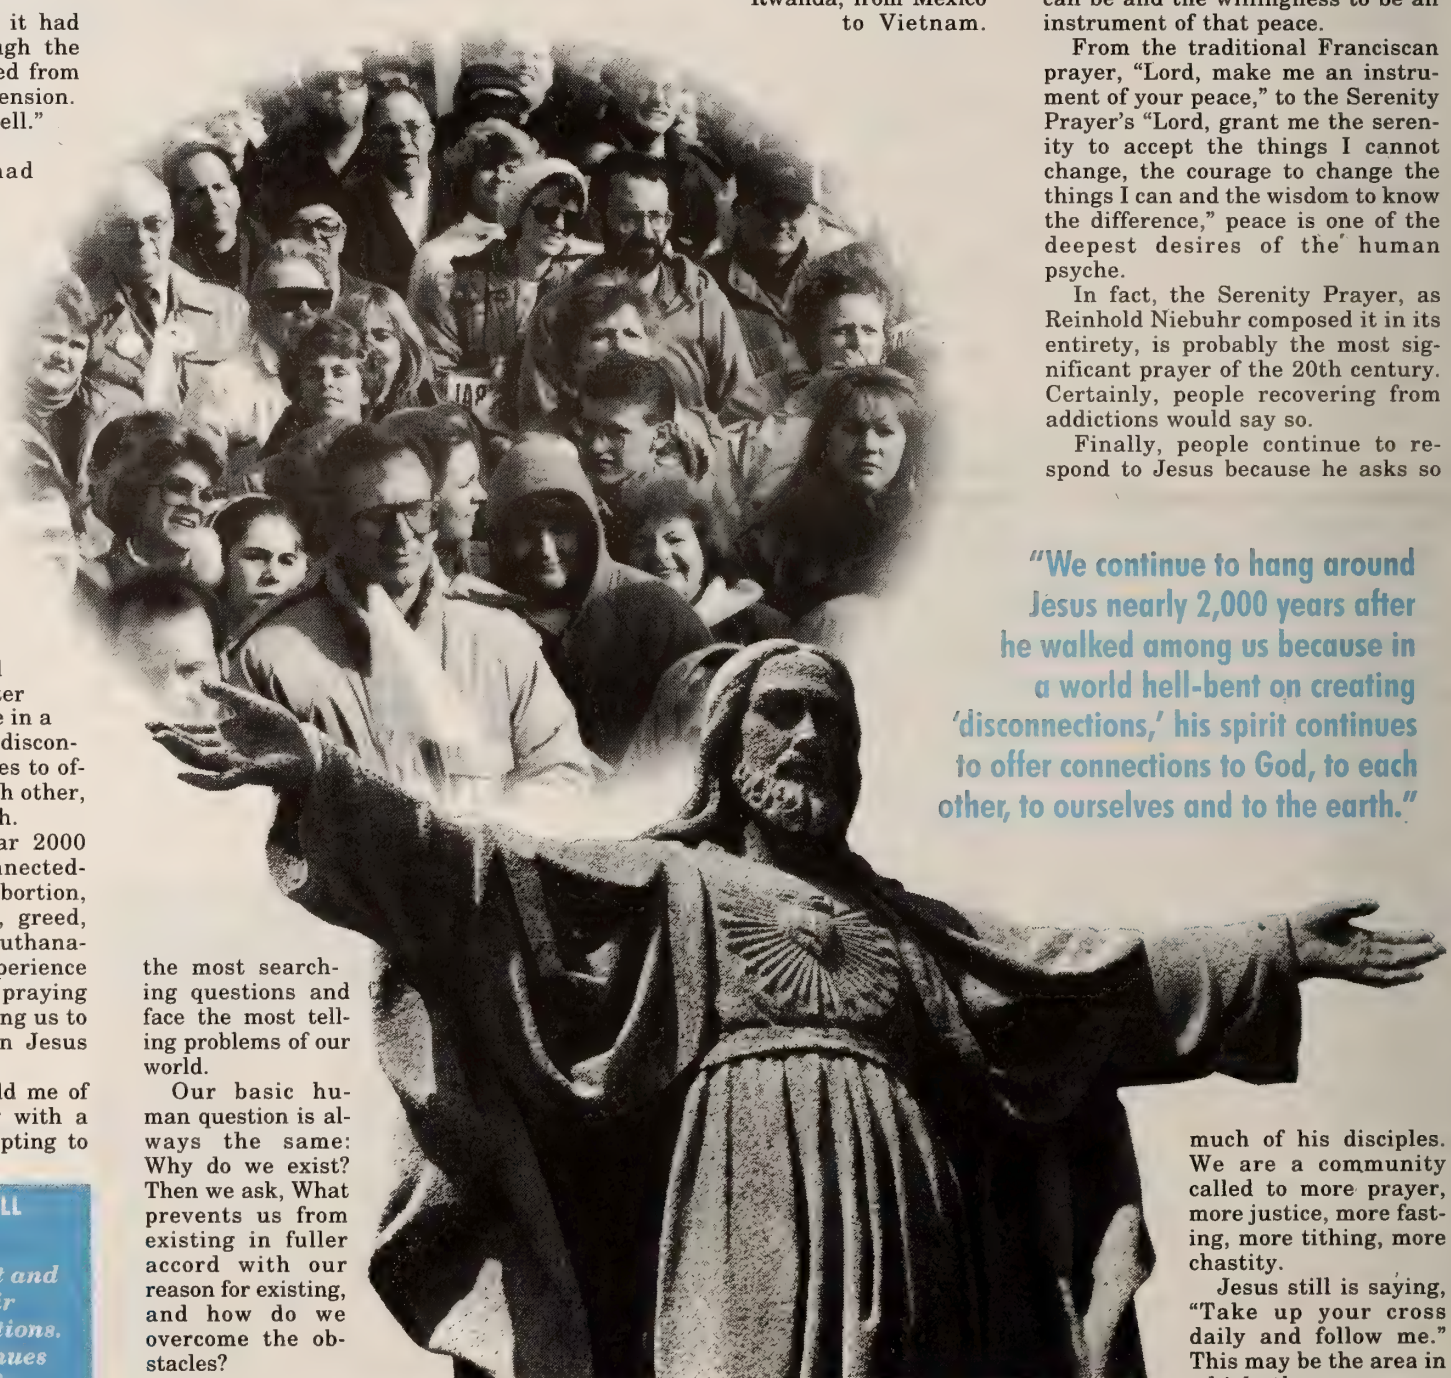 it had
the
ed from
ension.
ell."
ad
er
e in a
discon-
es to of-
h other,
h.
ar 2000
nnected-
bortion,
, greed,
uthana-
perience
praying
ng us to
n Jesus
ld me of
with a
pting to
LL
t and
r
tions.
nues
the most search-
ing questions and
face the most tell-
ing problems of our
world.
Our basic hu-
man question is al-
ways the same:
Why do we exist?
Then we ask, What
prevents us from
existing in fuller
accord with our
reason for existing,
and how do we
overcome the ob-
stacles?
Rwanda, from Mexico
to Vietnam.
can be and the willingness to be an
instrument of that peace.
From the traditional Franciscan
prayer, "Lord, make me an instru-
ment of your peace," to the Serenity
Prayer's "Lord, grant me the seren-
ity to accept the things I cannot
change, the courage to change the
things I can and the wisdom to know
the difference," peace is one of the
deepest desires of the human
psyche.
In fact, the Serenity Prayer, as
Reinhold Niebuhr composed it in its
entirety, is probably the most sig-
nificant prayer of the 20th century.
Certainly, people recovering from
addictions would say so.
Finally, people continue to re-
spond to Jesus because he asks so
"We continue to hang around
Jesus nearly 2,000 years after
he walked among us because in
a world hell-bent on creating
'disconnections,' his spirit continues
to offer connections to God, to each
other, to ourselves and to the earth."
much of his disciples.
We are a community
called to more prayer,
more justice, more fast-
ing, more tithing, more
chastity.
Jesus still is saying,
"Take up your cross
daily and follow me."
This may be the area in